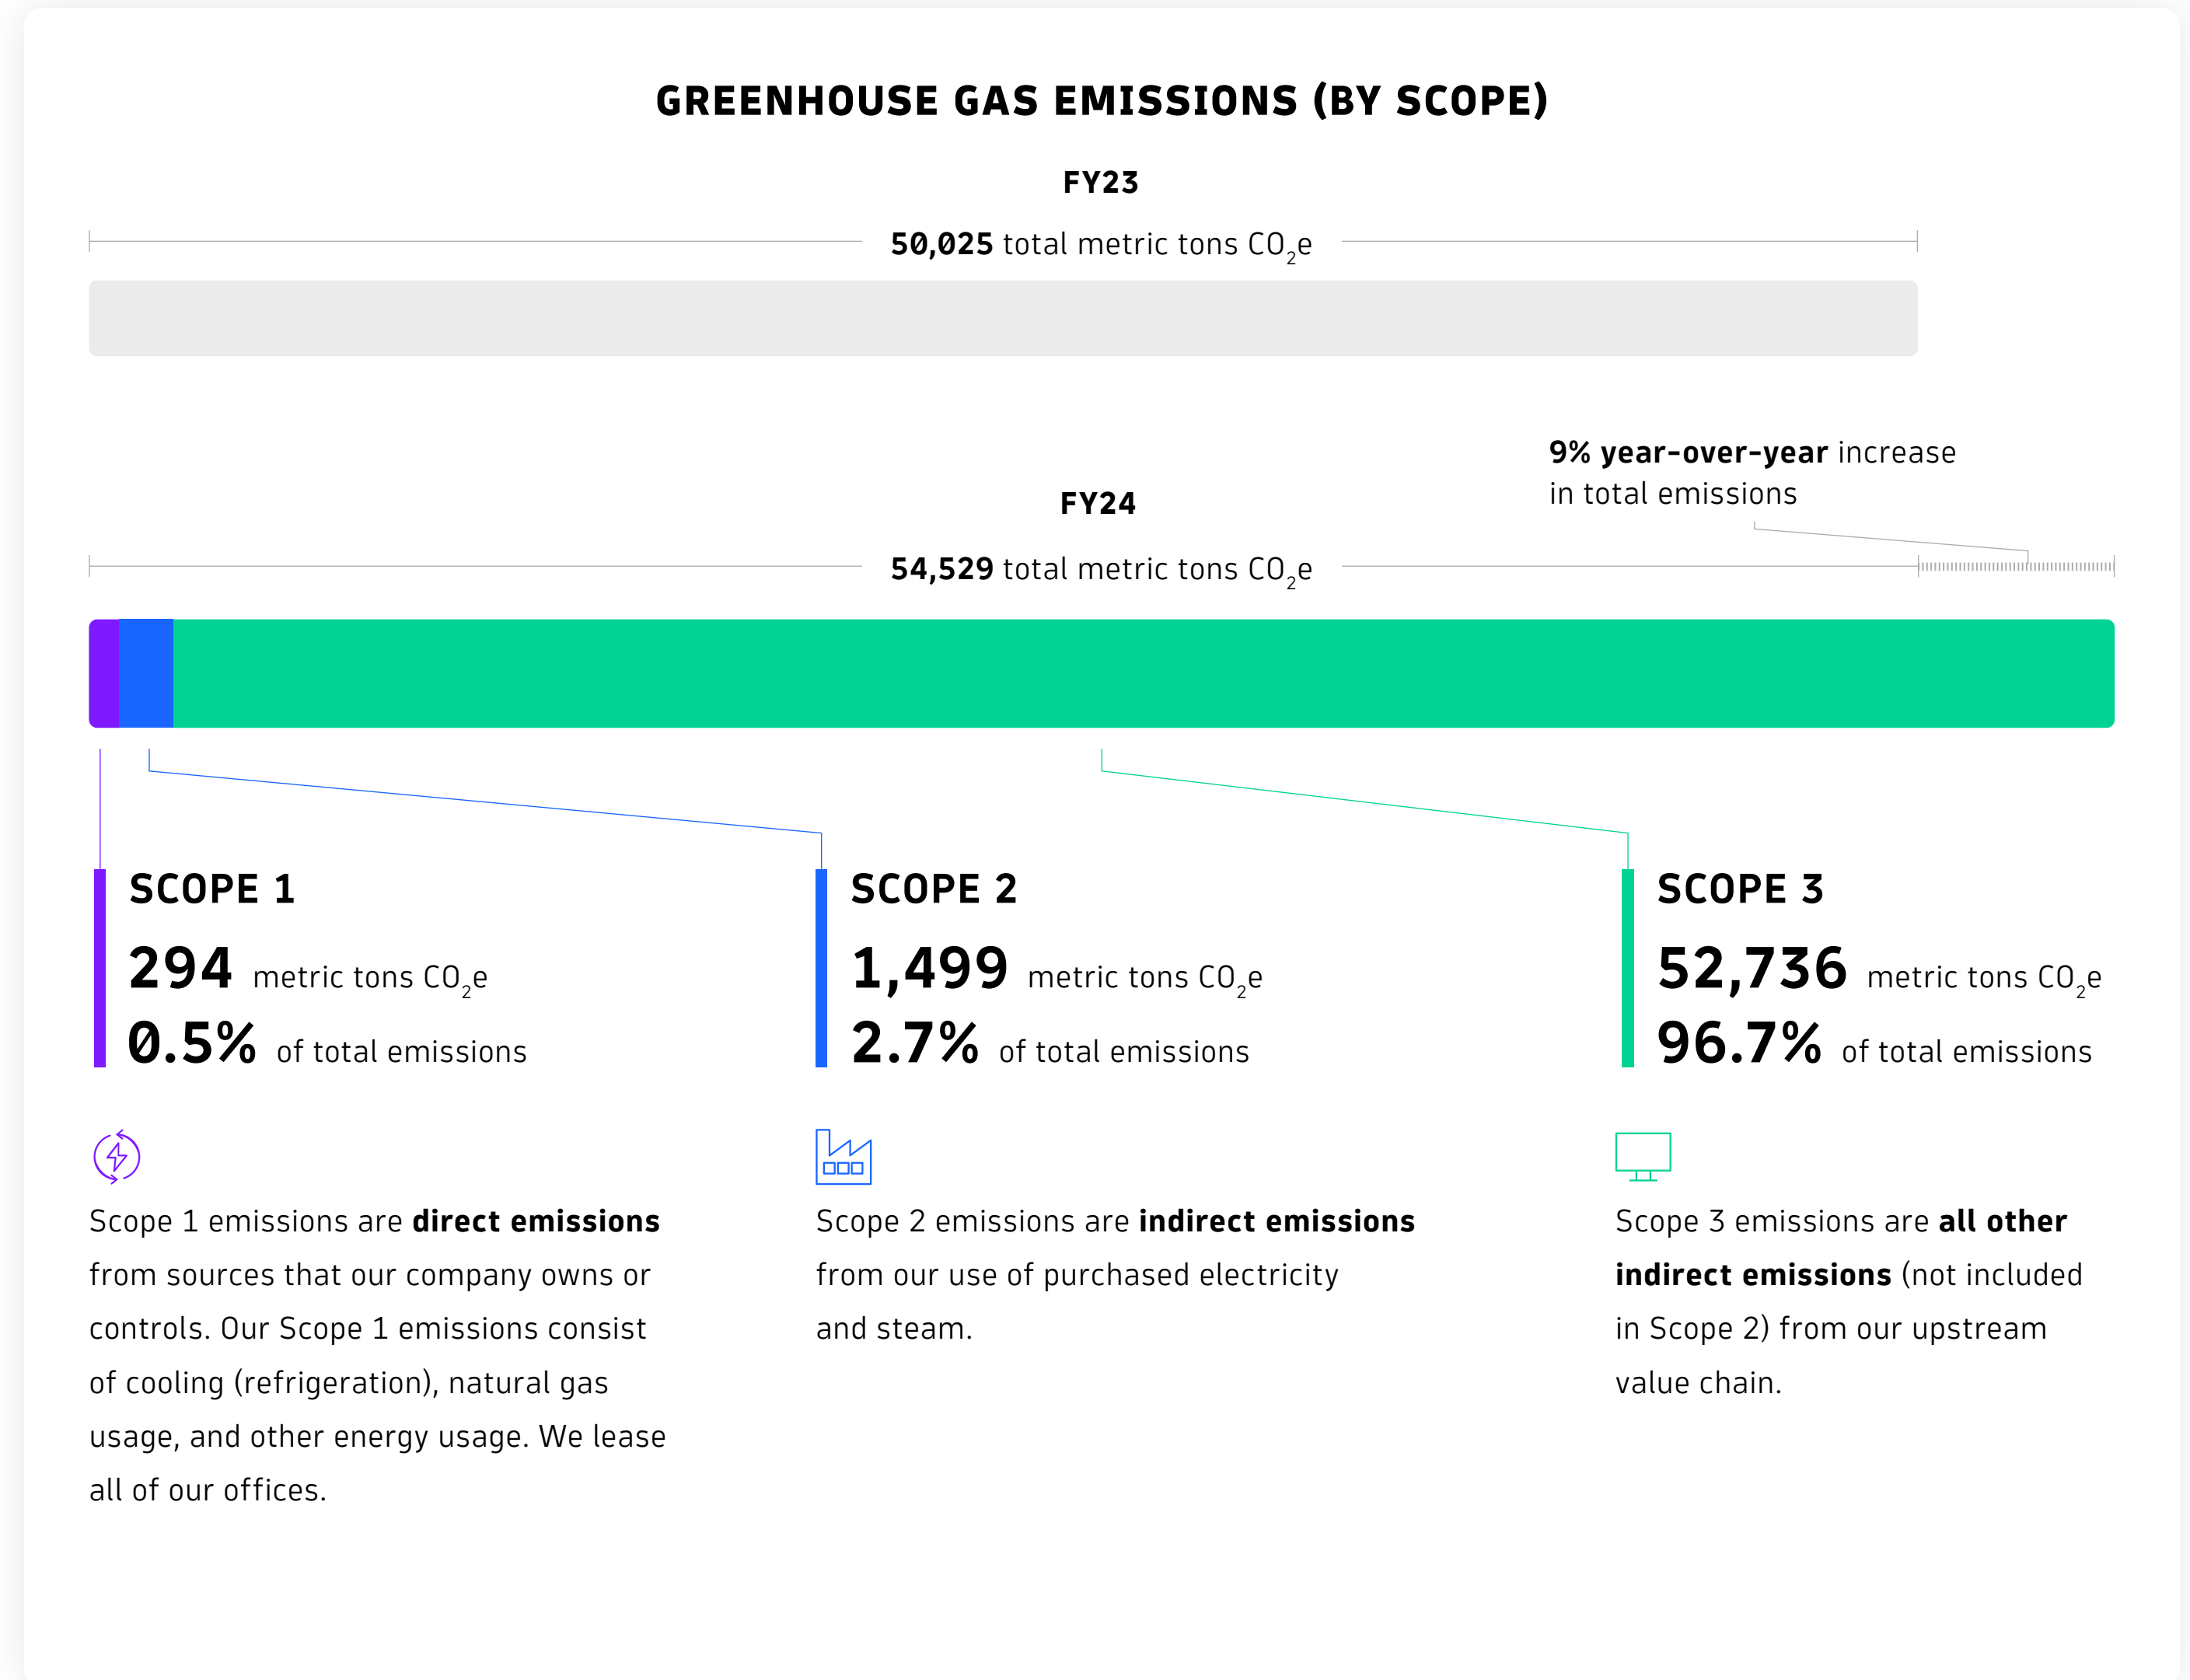 GREENHOUSE GAS EMISSIONS (BY SCOPE)
FY23
50,025 total metric tons CO₂e
9% year-over-year increase
in total emissions
FY24
54,529 total metric tons CO₂e
SCOPE 1
294 metric tons CO₂e
0.5% of total emissions
Scope 1 emissions are direct emissions
from sources that our company owns or
controls. Our Scope 1 emissions consist
of cooling (refrigeration), natural gas
usage, and other energy usage. We lease
all of our offices.
SCOPE 2
1,499 metric tons CO₂e
2.7% of total emissions
Scope 2 emissions are indirect emissions
from our use of purchased electricity
and steam.
SCOPE 3
52,736 metric tons CO₂e
96.7% of total emissions
Scope 3 emissions are all other
indirect emissions (not included
in Scope 2) from our upstream
value chain.